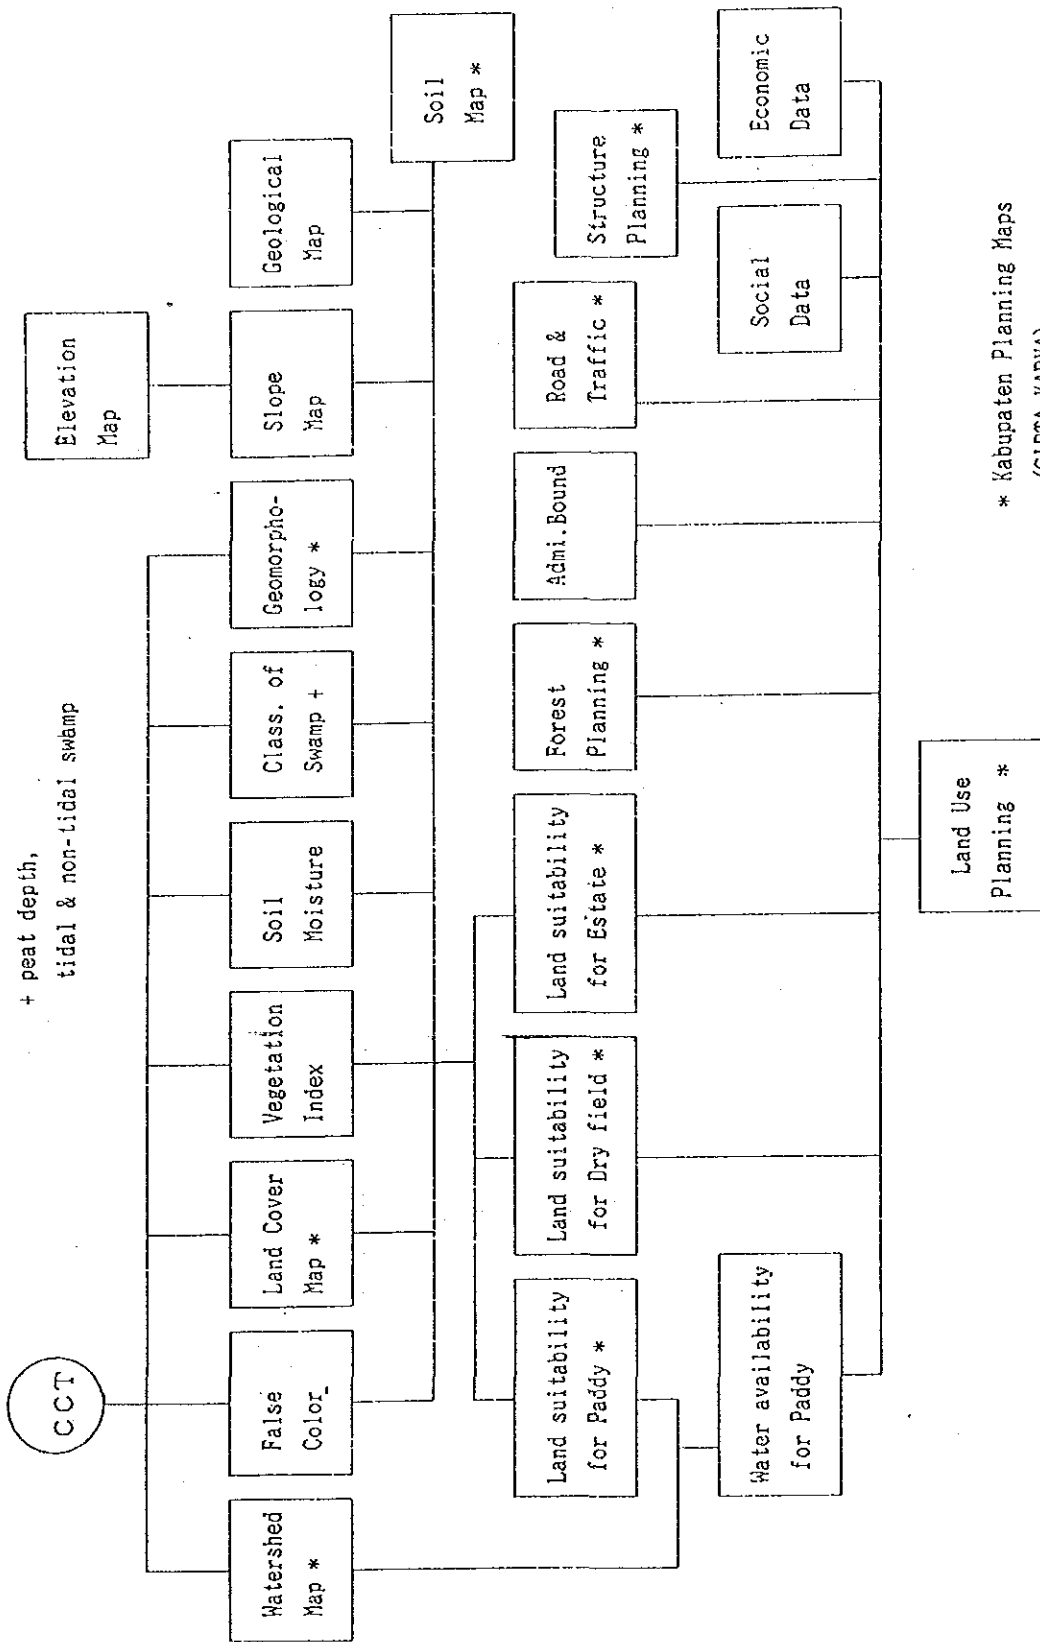 + peat depth,
tidal & non-tidal swamp
CCT
Elevation
Map
Watershed
Map *
False
Color
Land Cover
Map *
Vegetation
Index
Soil
Moisture
Class. of
Swamp +
Geomorpho-
logy *
Slope
Map
Geological
Map
Soil
Map *
Land suitability
for Paddy *
Land suitability
for Dry field *
Land suitability
for Estate *
Forest
Planning *
Admi.Bound
Road &
Traffic *
Structure
Planning *
Water availability
for Paddy
Social
Data
Economic
Data
Land Use
Planning *
* Kabupaten Planning Maps